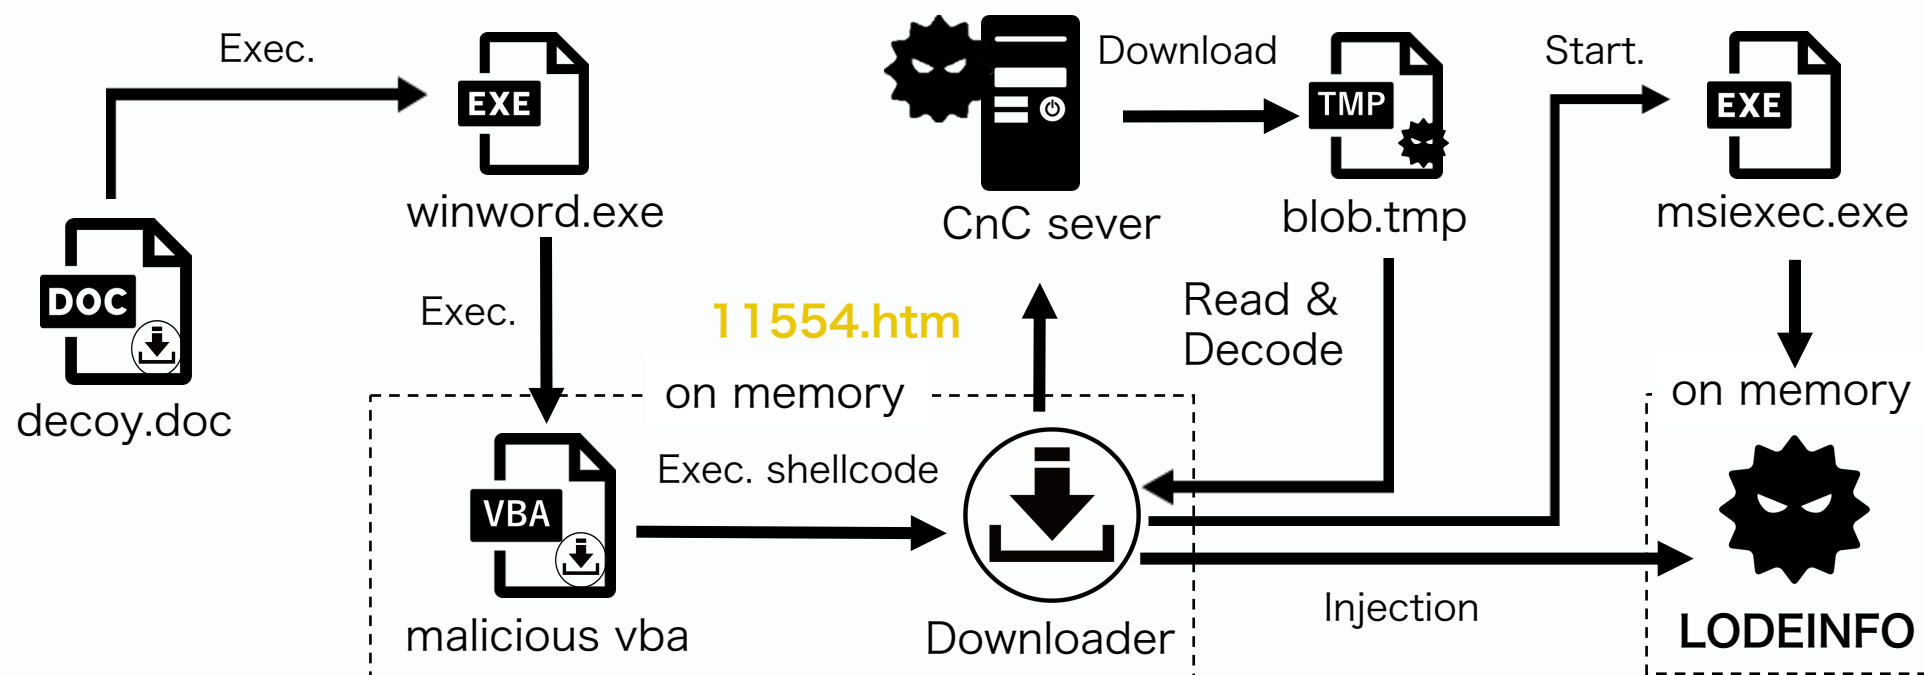 Exec.
EXE
winword.exe
DOC
decoy.doc
Exec.
11554.htm
on memory
VBA
malicious vba
Exec. shellcode
Downloader
CnC sever
Download
TMP
blob.tmp
Read &
Decode
Start.
EXE
msiexec.exe
on memory
Injection
LODEINFO